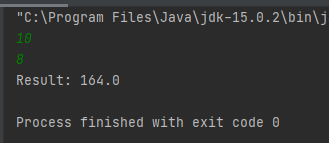 "C:\Program Files\Java\jdk-15.0.2\bin\j
10
8
Result: 164.0
Process finished with exit code 0